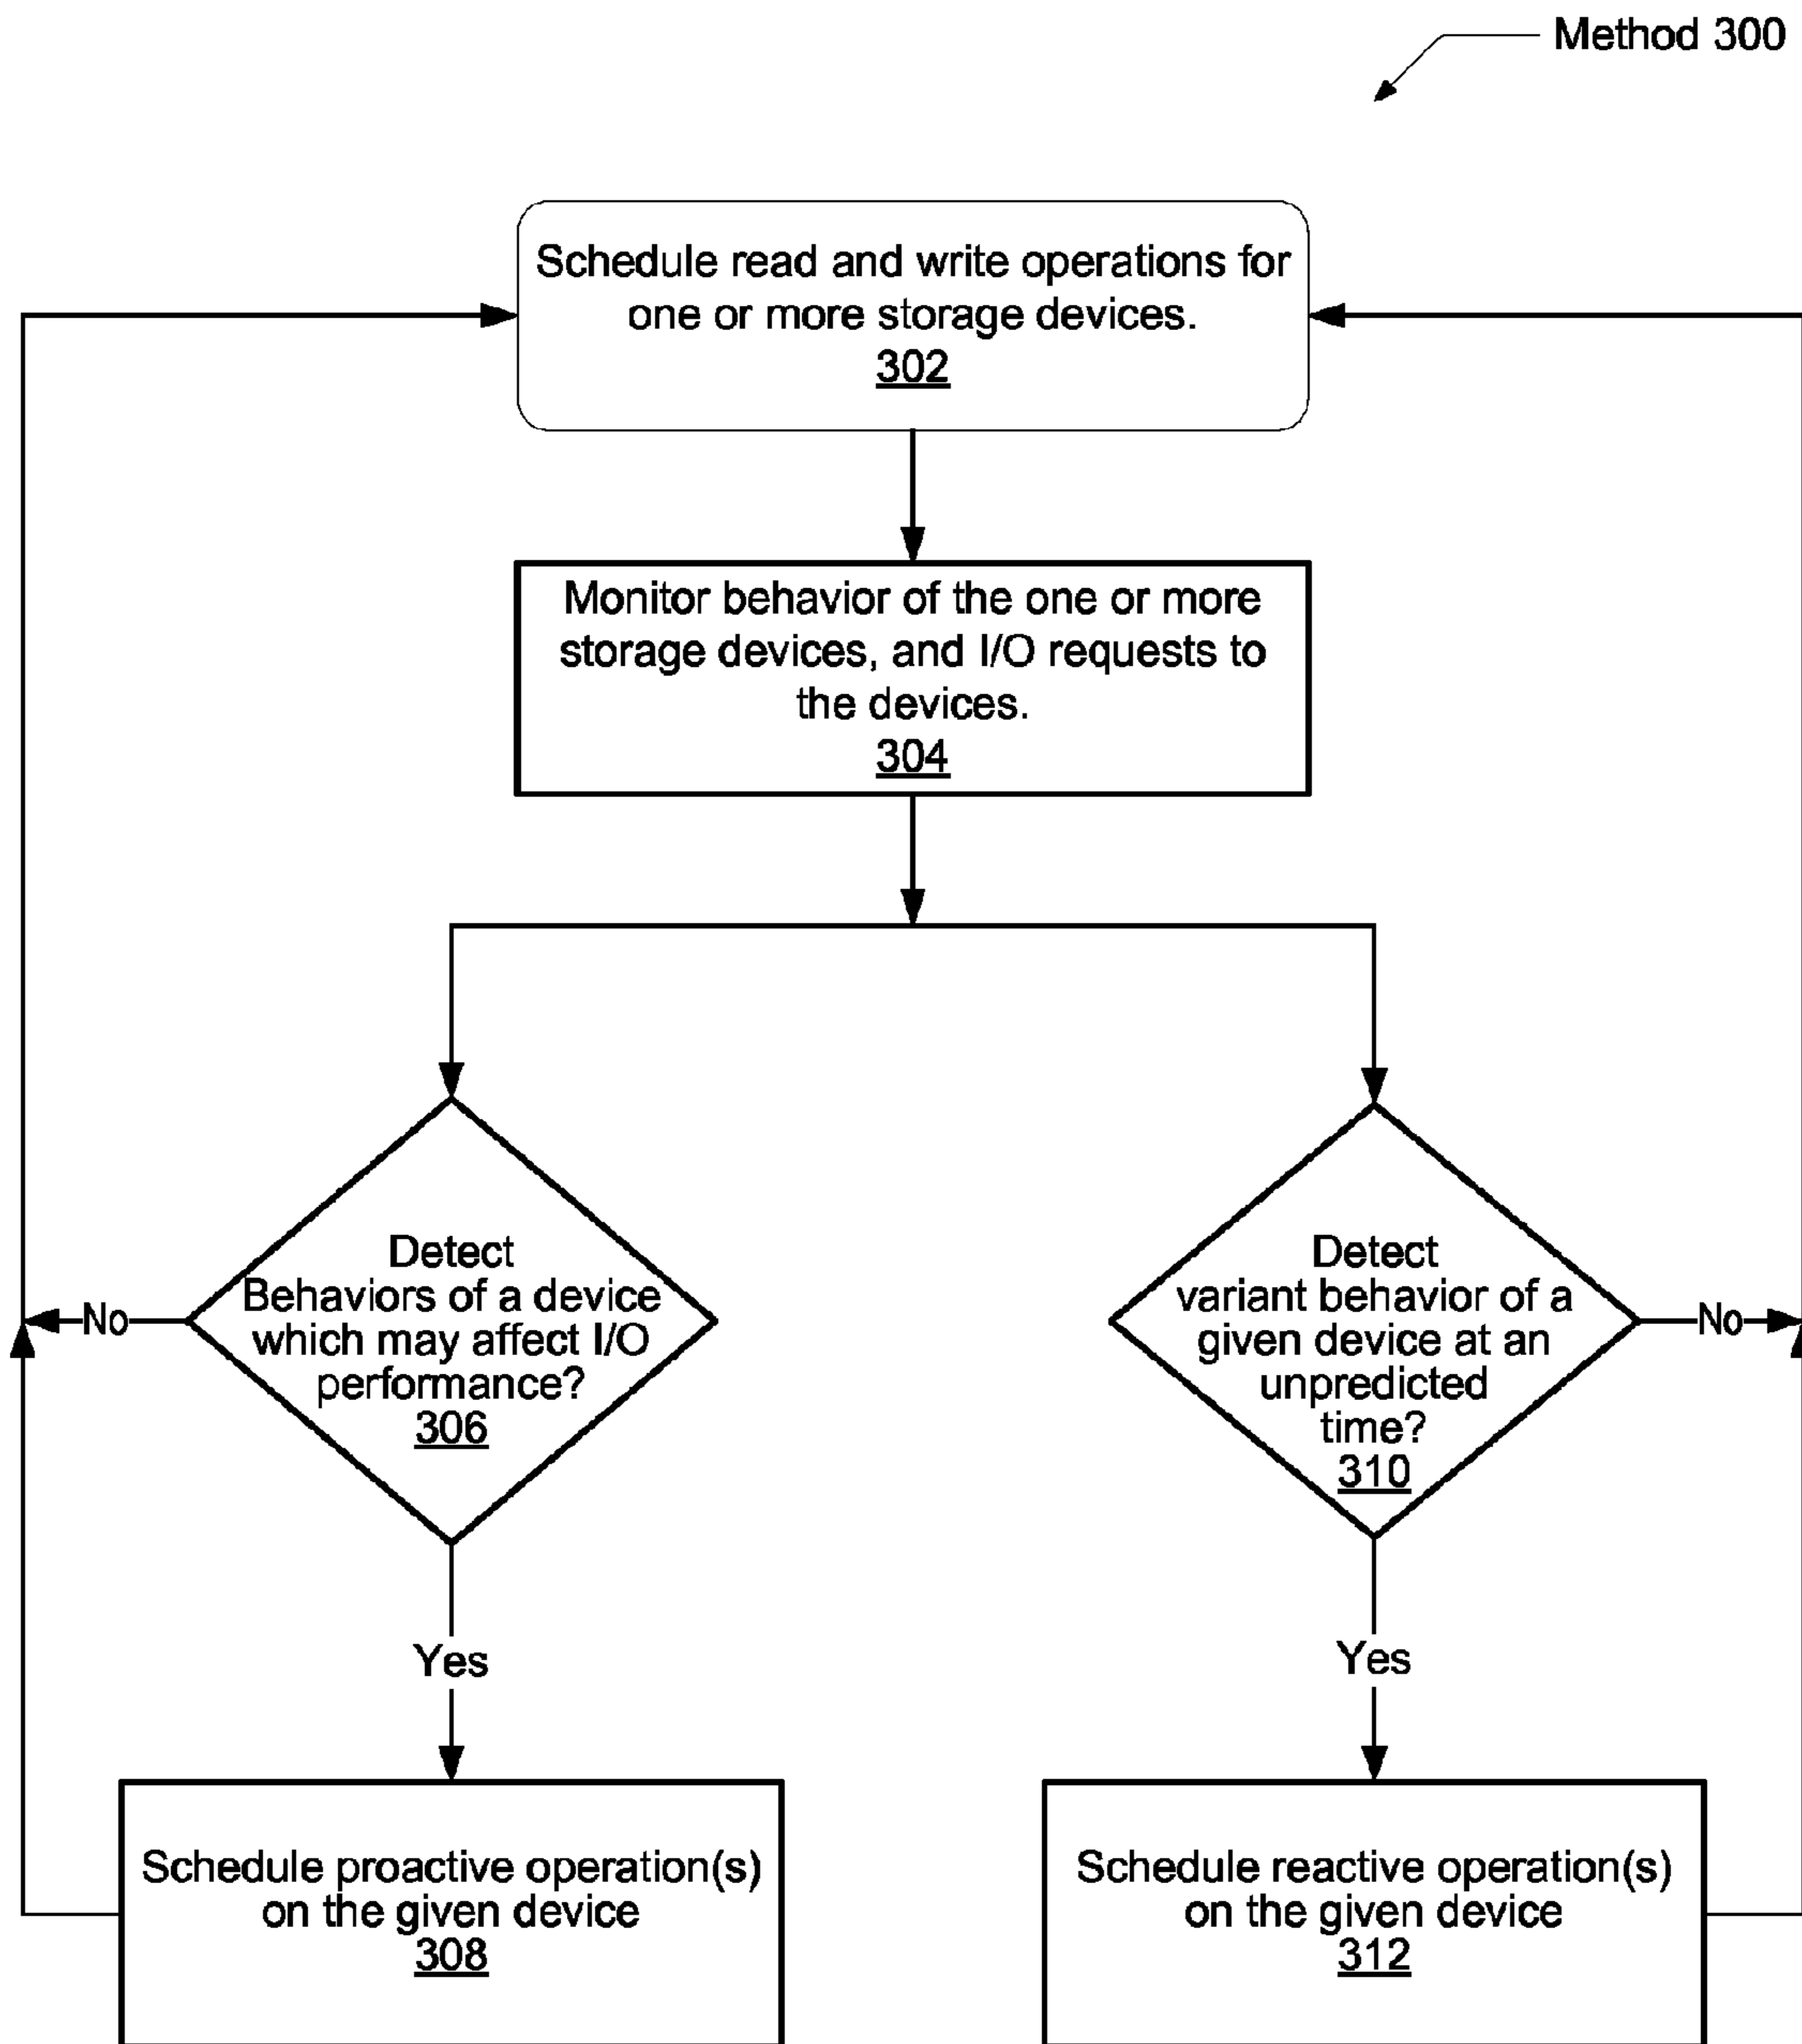 Method 300
Schedule read and write operations for
one or more storage devices.
302
Monitor behavior of the one or more
storage devices, and I/O requests to
the devices.
304
Detect
Behaviors of a device
which may affect I/O
performance?
306
No
Yes
Detect
variant behavior of a
given device at an
unpredicted
time?
310
No
Yes
Schedule proactive operation(s)
on the given device
308
Schedule reactive operation(s)
on the given device
312